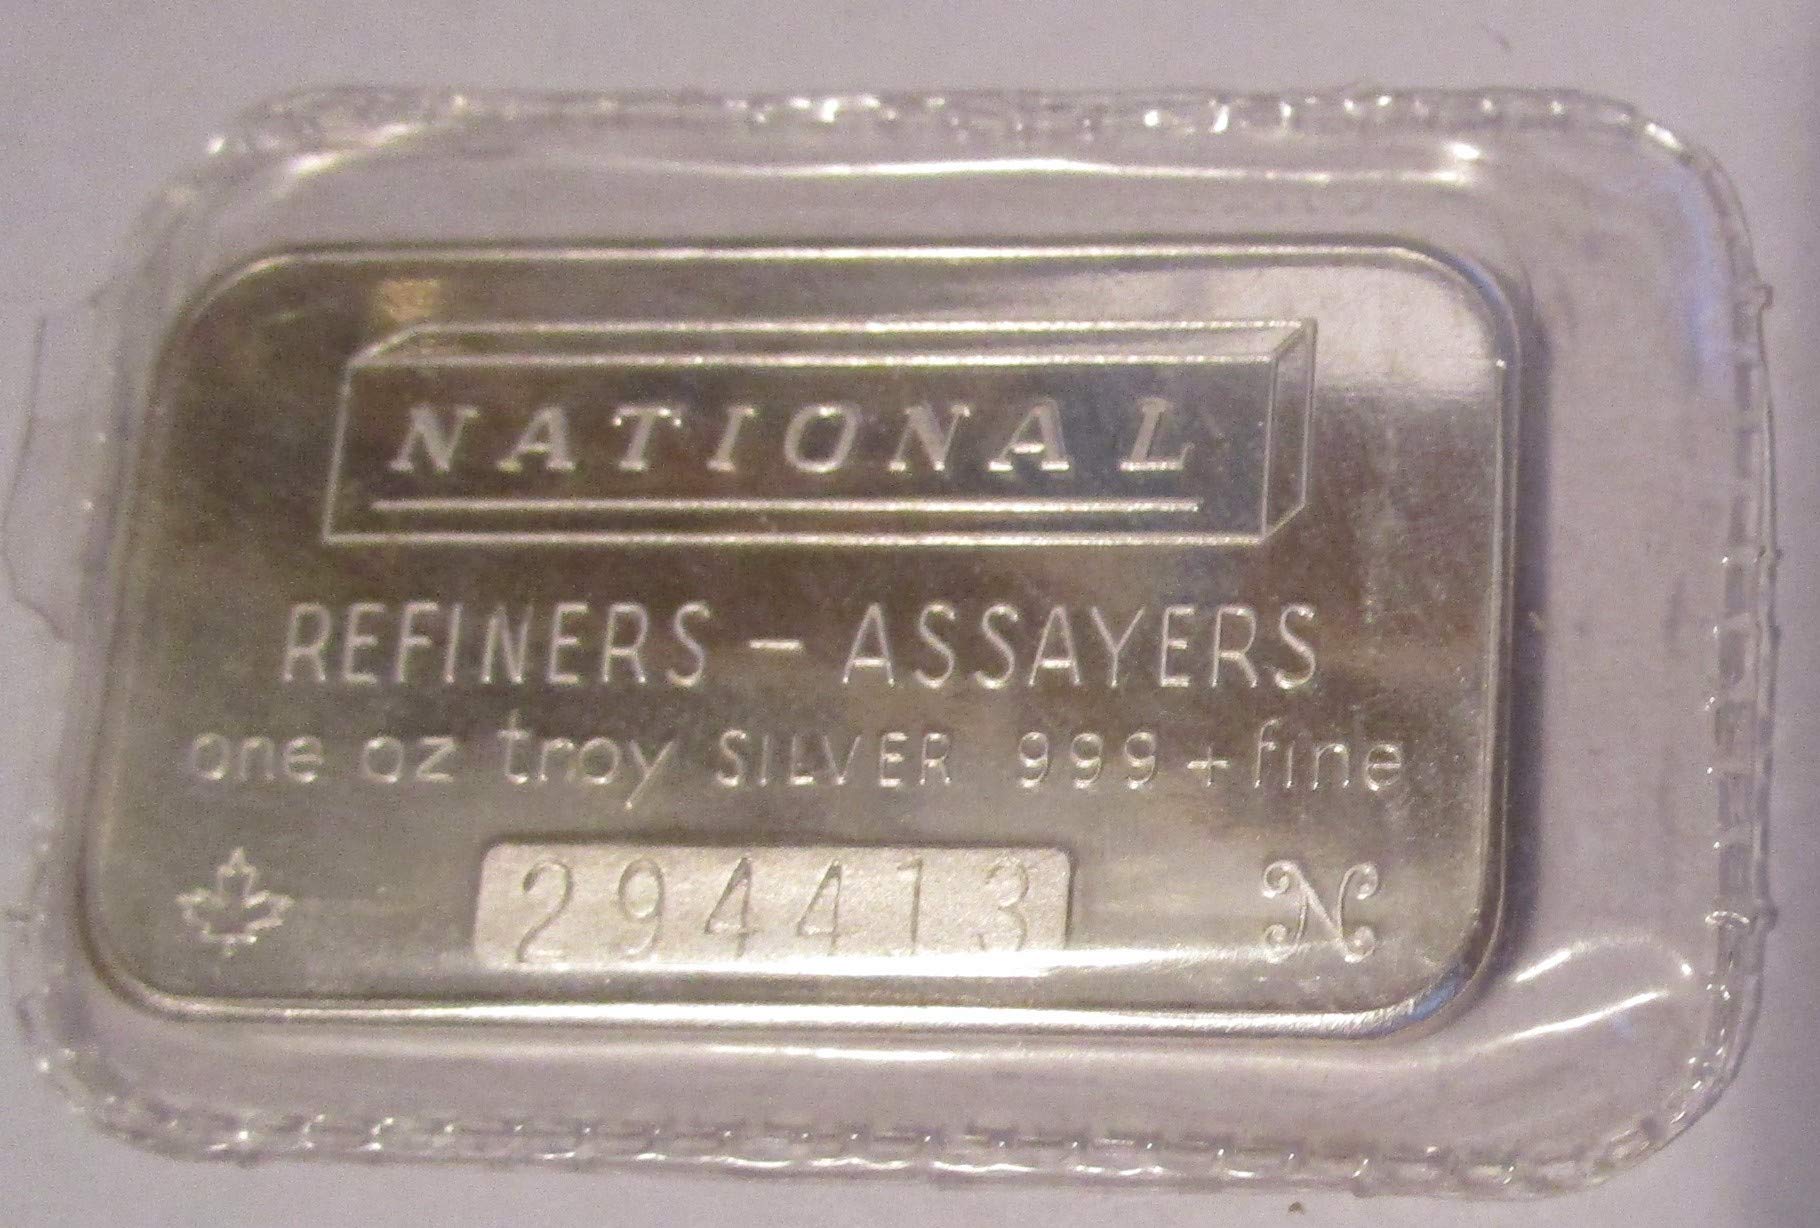 NATIONAL
REFINERS - ASSAYERS
one oz troy SILVER 999+fine
294413 N